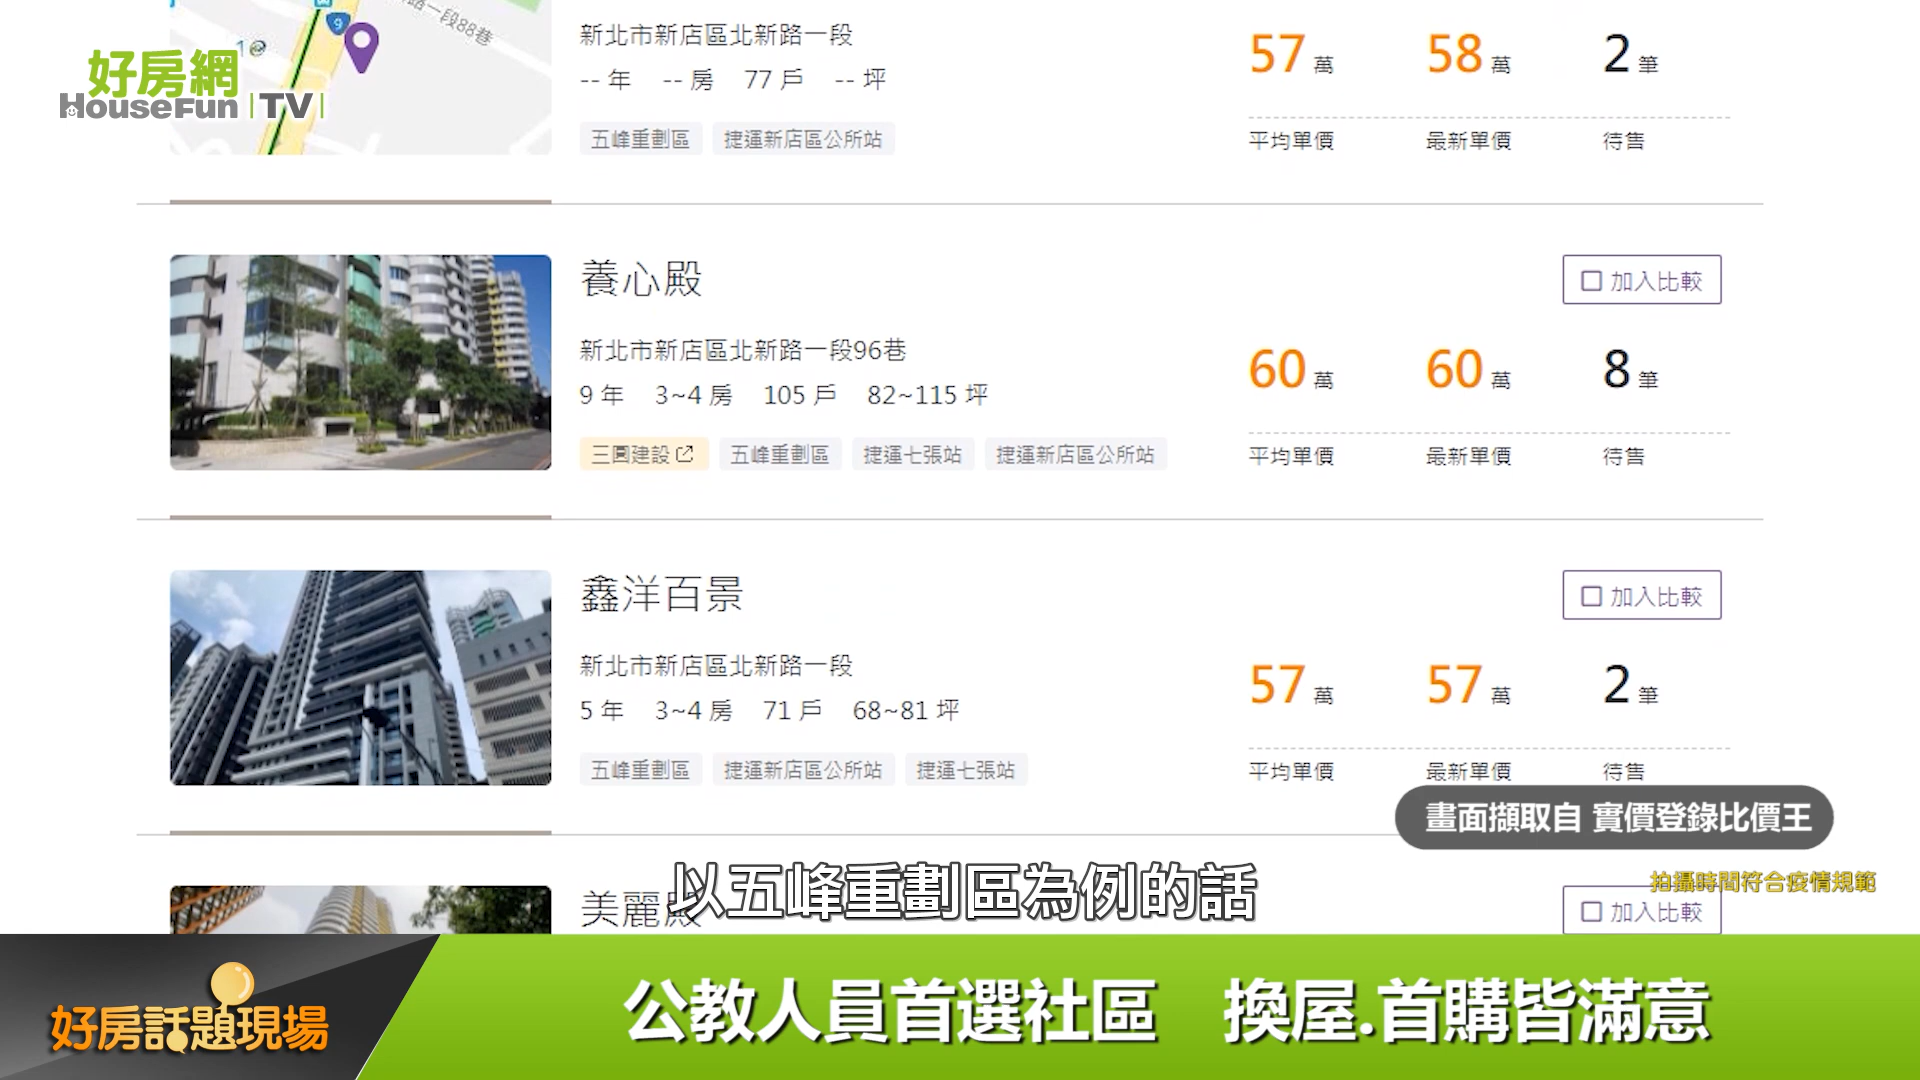 好房網
HouseFun|TV|
9
路一段88巷
新北市新店區北新路一段
-- 年 -- 房 77 戶 -- 坪
五峰重劃區 捷運新店區公所站
57 萬 58 萬 2 筆
平均單價 最新單價 待售
養心殿
加入比較
新北市新店區北新路一段96巷
9 年 3~4 房 105 戶 82~115 坪
三圓建設 五峰重劃區 捷運七張站 捷運新店區公所站
60 萬 60 萬 8 筆
平均單價 最新單價 待售
鑫洋百景
加入比較
新北市新店區北新路一段
5 年 3~4 房 71 戶 68~81 坪
五峰重劃區 捷運新店區公所站 捷運七張站
57 萬 57 萬 2 筆
平均單價 最新單價 待售
畫面擷取自 實價登錄比價王
拍攝時間符合疫情規範
美麗殿
加入比較
以五峰重劃區為例的話
好房話題現場
公教人員首選社區 換屋.首購皆滿意